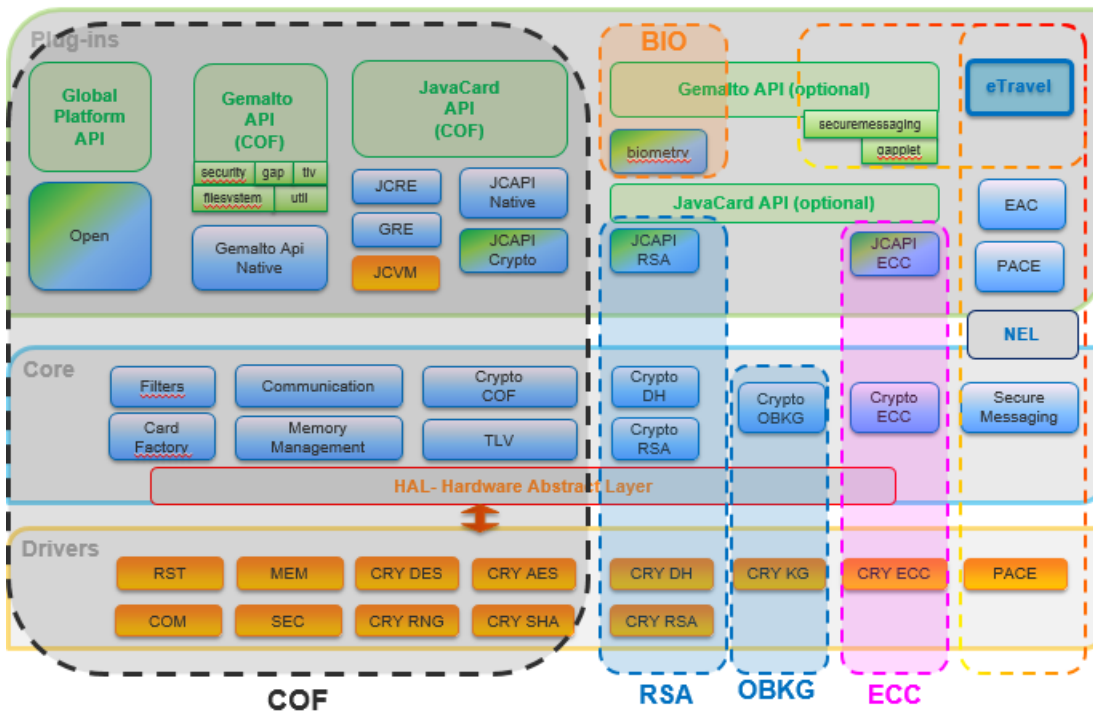 Plug-ins
BIO
Global
Platform
API
Gemalto
API
(COF)
JavaCard
API
(COF)
Gemalto API (optional)
eTravel
securemessaging
gapplet
biometry
security
gap
tlv
filesystem
util
JCRE
JCAPI
Native
JavaCard API (optional)
EAC
Open
Gemalto Api
Native
GRE
JCAPI
Crypto
JCAPI
RSA
JCAPI
ECC
PACE
JCVM
NEL
Core
Filters
Communication
Crypto
COF
Crypto
DH
Crypto
OBKG
Crypto
ECC
Secure
Messaging
Card
Factory
Memory
Management
TLV
Crypto
RSA
HAL- Hardware Abstract Layer
Drivers
RST
MEM
CRY DES
CRY AES
CRY DH
CRY KG
CRY ECC
PACE
COM
SEC
CRY RNG
CRY SHA
CRY RSA
COF
RSA
OBKG
ECC